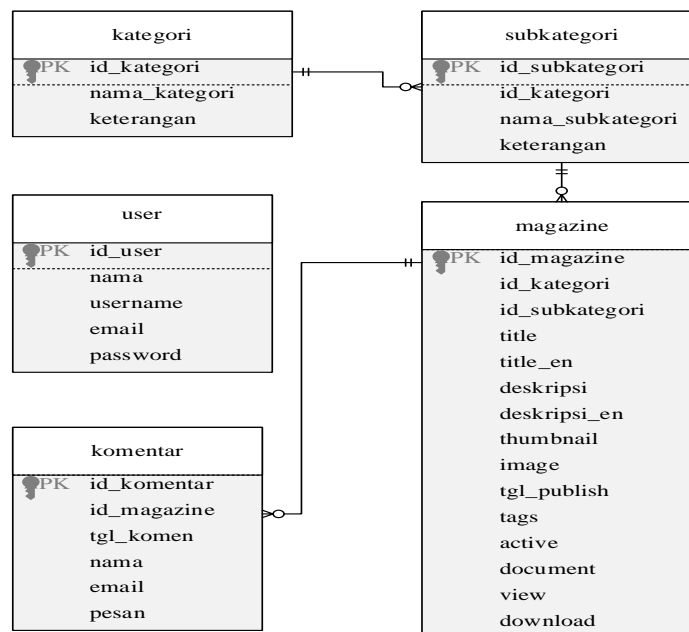 kategori
PK id_kategori
nama_kategori
keterangan
subkategori
PK id_subkategori
id_kategori
nama_subkategori
keterangan
user
PK id_user
nama
username
email
password
magazine
PK id_magazine
id_kategori
id_subkategori
title
title_en
deskripsi
deskripsi_en
thumbnail
image
tgl_publish
tags
active
document
view
download
komentar
PK id_komentar
id_magazine
tgl_komen
nama
email
pesan